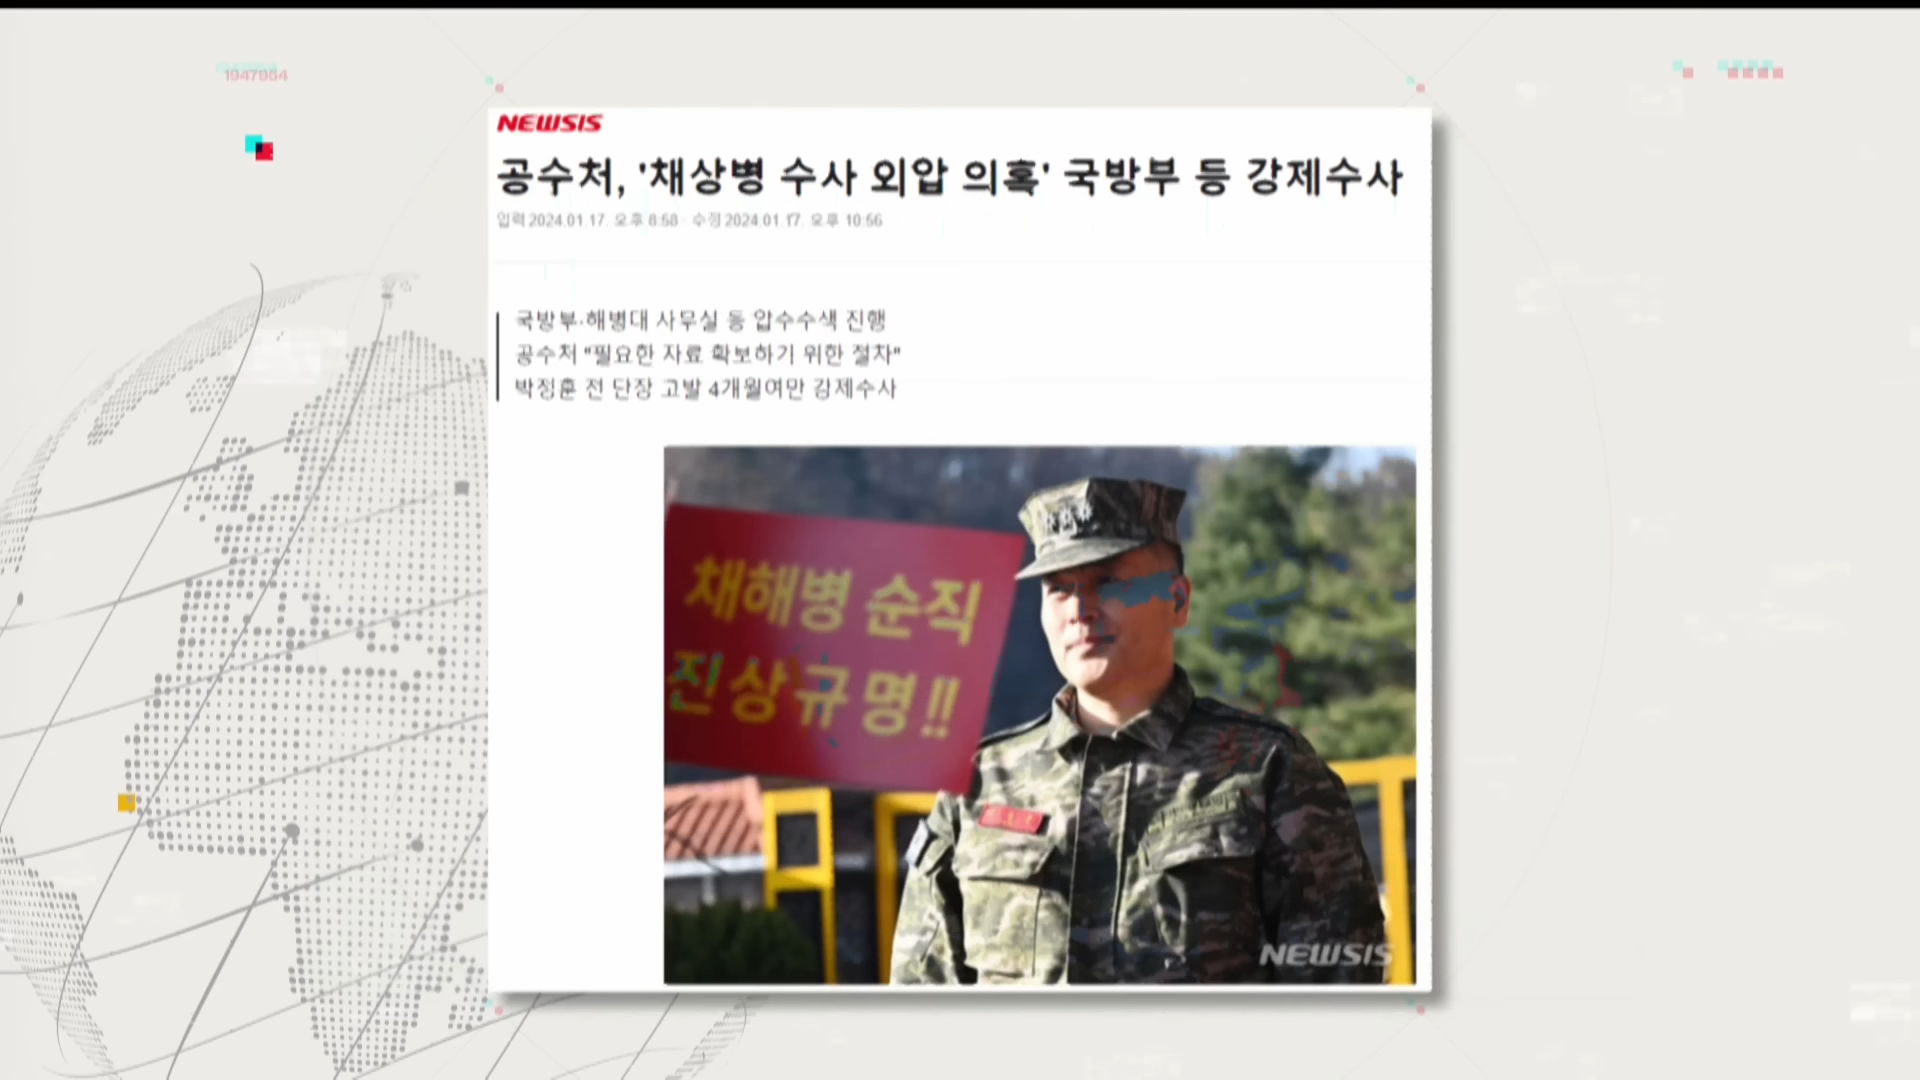 1947954
NEWSIS
공수처, '채상병 수사 외압 의혹' 국방부 등 강제수사
입력 2024.01.17. 오후 8:58 · 수정 2024.01.17. 오후 10:56
국방부·해병대 사무실 등 압수수색 진행
공수처 "필요한 자료 확보하기 위한 절차"
박정훈 전 단장 고발 4개월여만 강제수사
채해병 순직
진상규명!!
NEWSIS